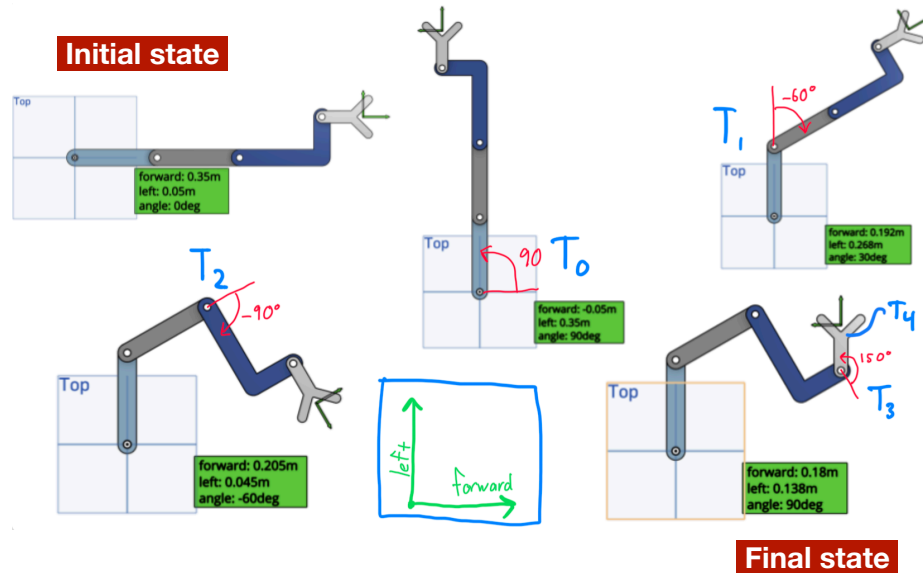 Initial state
Top
forward: 0.35m
left: 0.05m
angle: 0deg
Top
90
T0
forward: -0.05m
left: 0.35m
angle: 90deg
T1
-60°
Top
forward: 0.192m
left: 0.268m
angle: 30deg
T2
-90°
Top
forward: 0.205m
left: 0.045m
angle: -60deg
left
forward
T4
150°
T3
Top
forward: 0.18m
left: 0.138m
angle: 90deg
Final state